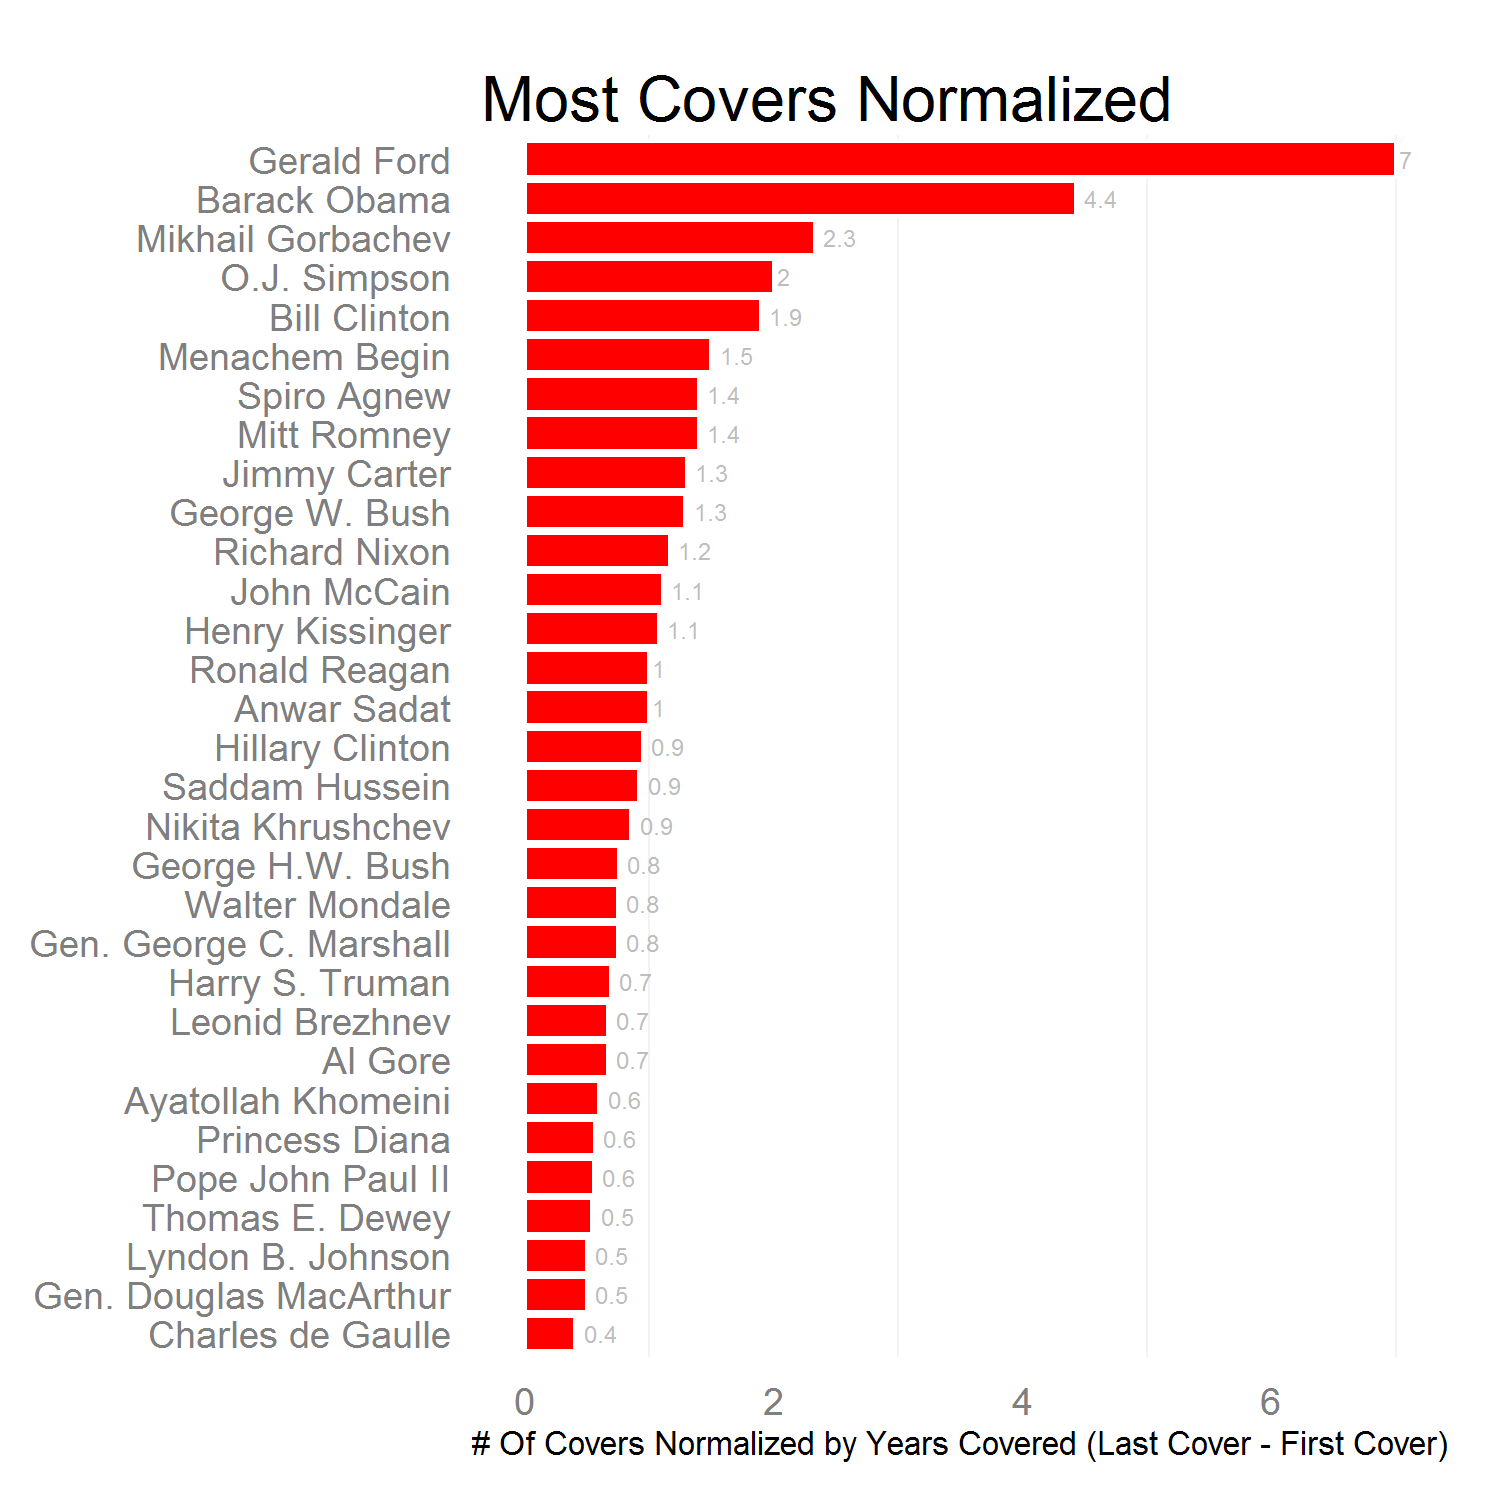 Most Covers Normalized
Gerald Ford 7
Barack Obama 4.4
Mikhail Gorbachev 2.3
O.J. Simpson 2
Bill Clinton 1.9
Menachem Begin 1.5
Spiro Agnew 1.4
Mitt Romney 1.4
Jimmy Carter 1.3
George W. Bush 1.3
Richard Nixon 1.2
John McCain 1.1
Henry Kissinger 1.1
Ronald Reagan 1
Anwar Sadat 1
Hillary Clinton 0.9
Saddam Hussein 0.9
Nikita Khrushchev 0.9
George H.W. Bush 0.8
Walter Mondale 0.8
Gen. George C. Marshall 0.8
Harry S. Truman 0.7
Leonid Brezhnev 0.7
Al Gore 0.7
Ayatollah Khomeini 0.6
Princess Diana 0.6
Pope John Paul II 0.6
Thomas E. Dewey 0.5
Lyndon B. Johnson 0.5
Gen. Douglas MacArthur 0.5
Charles de Gaulle 0.4
0 2 4 6
# Of Covers Normalized by Years Covered (Last Cover - First Cover)